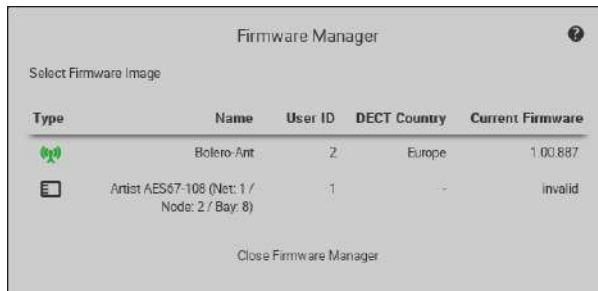 Firmware Manager
Select Firmware Image
Type Name User ID DECT Country Current Firmware
Bolero-Ant 2 Europe 1.00.887
Artist AES67-108 (Net: 1 / 1 - invalid
Node: 2 / Bay: 8)
Close Firmware Manager